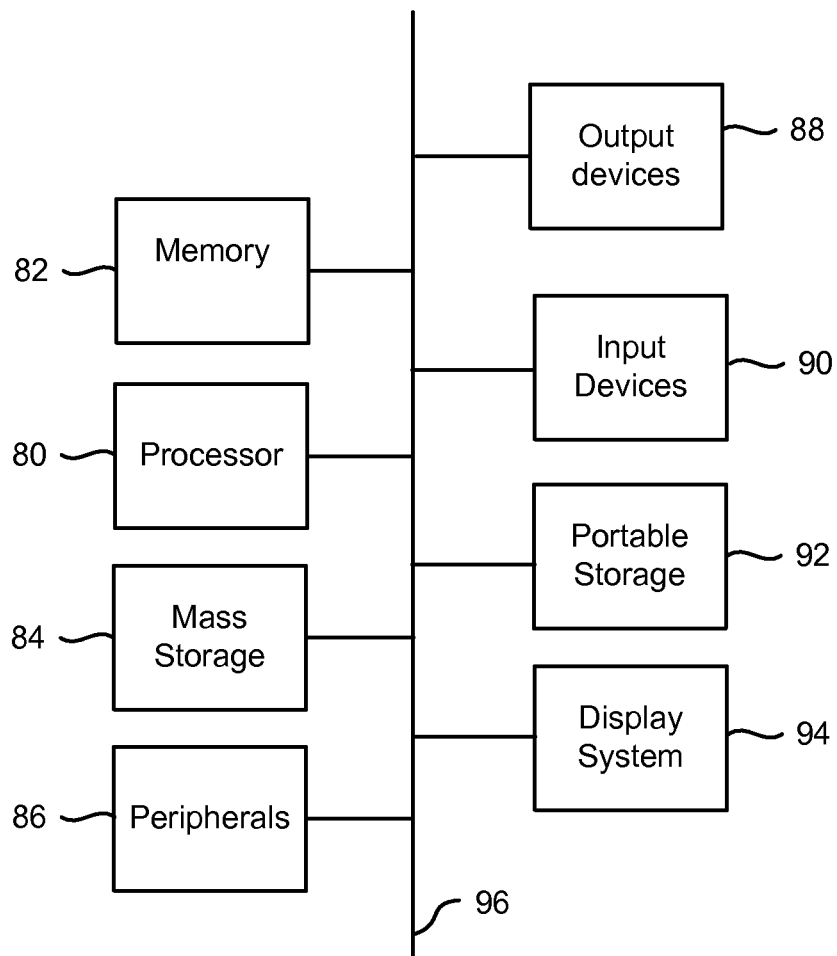 Output
devices
88
Memory
82
Input
Devices
90
Processor
80
Portable
Storage
92
Mass
Storage
84
Display
System
94
Peripherals
86
96